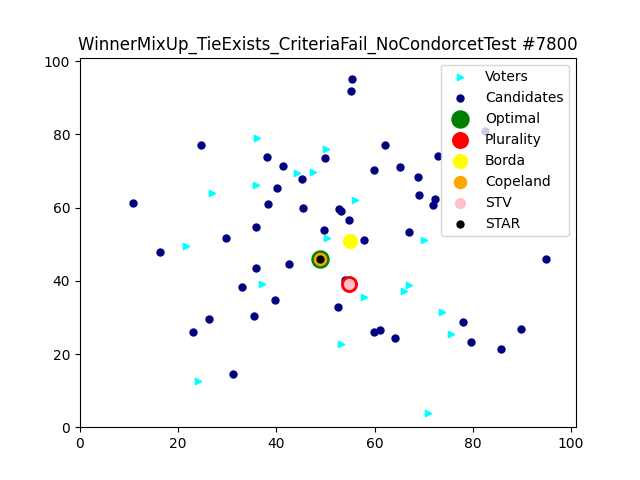 WinnerMixUp_TieExists_CriteriaFail_NoCondorcetTest #7800
100
80
60
40
20
0
0 20 40 60 80 100
Voters
Candidates
Optimal
Plurality
Borda
Copeland
STV
STAR